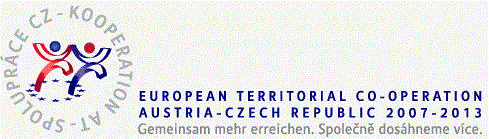 SPOLUPRÁCE CZ - KOOPERATION AT -
EUROPEAN TERRITORIAL CO-OPERATION
AUSTRIA-CZECH REPUBLIC 2007-2013
Gemeinsam mehr erreichen. Společně dosáhneme více.